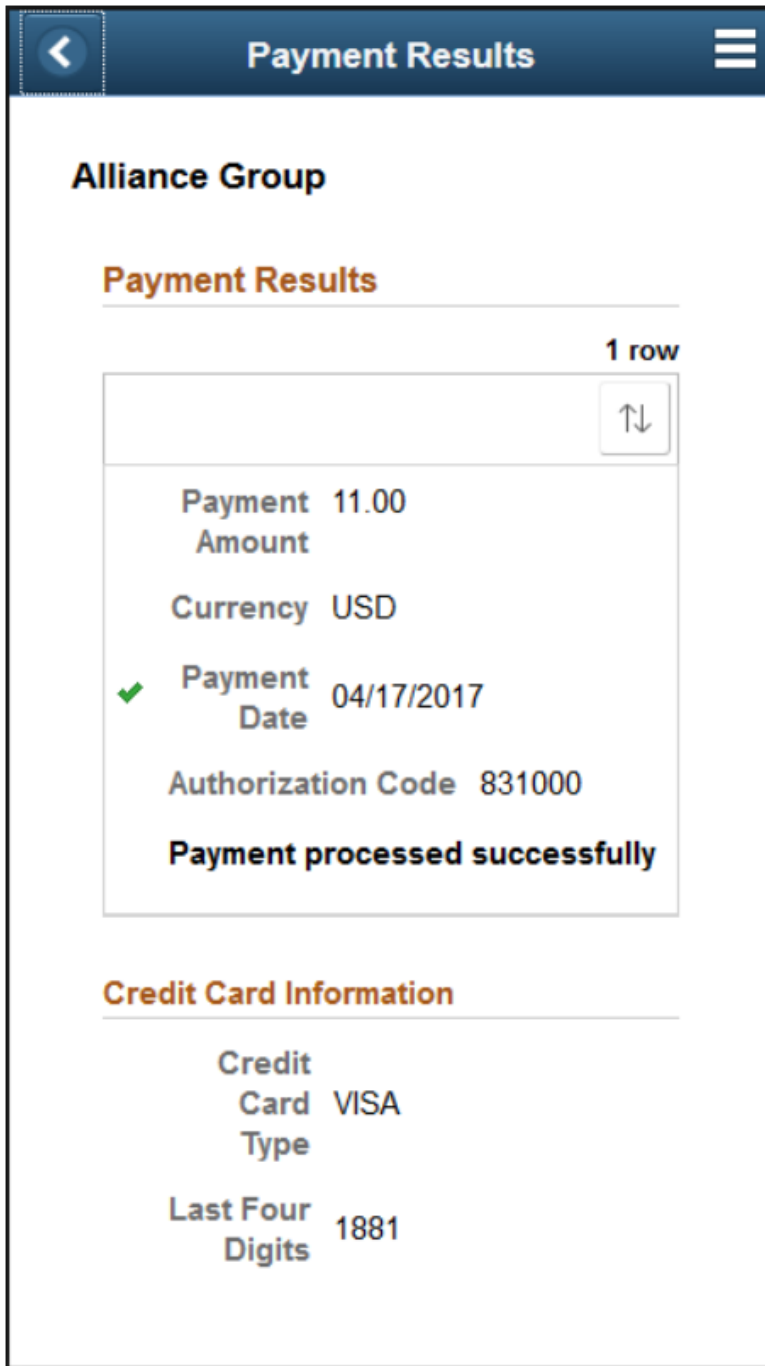 Payment Results
Alliance Group
Payment Results
1 row
Payment 11.00
Amount
Currency USD
Payment
Date 04/17/2017
Authorization Code 831000
Payment processed successfully
Credit Card Information
Credit
Card VISA
Type
Last Four
Digits 1881